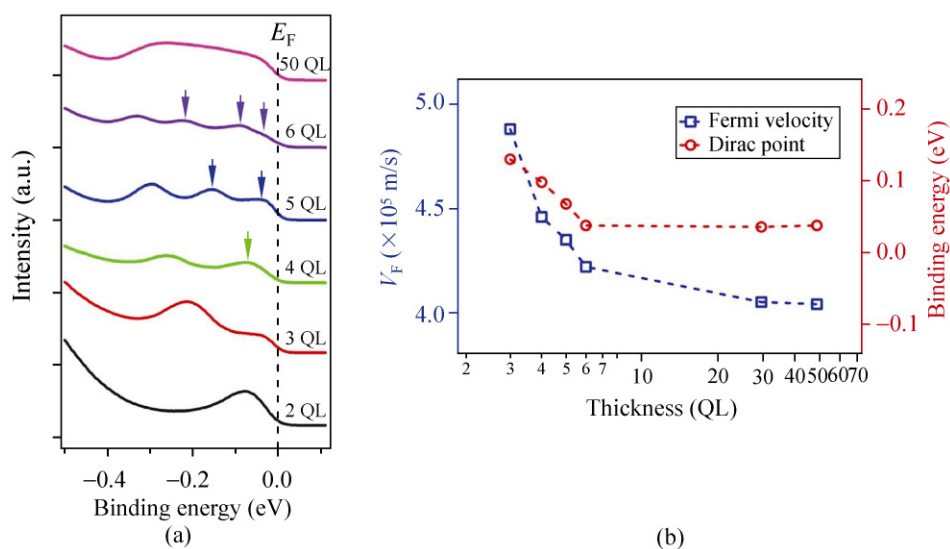 E_F
50 QL
6 QL
5 QL
4 QL
3 QL
2 QL
Intensity (a.u.)
−0.4 −0.2 0.0
Binding energy (eV)
(a)
5.0
4.5
4.0
V_F (×10⁵ m/s)
Fermi velocity
Dirac point
0.2
0.1
0.0
−0.1
Binding energy (eV)
2 3 4 5 6 7 10 20 30 40 50 60 70
Thickness (QL)
(b)